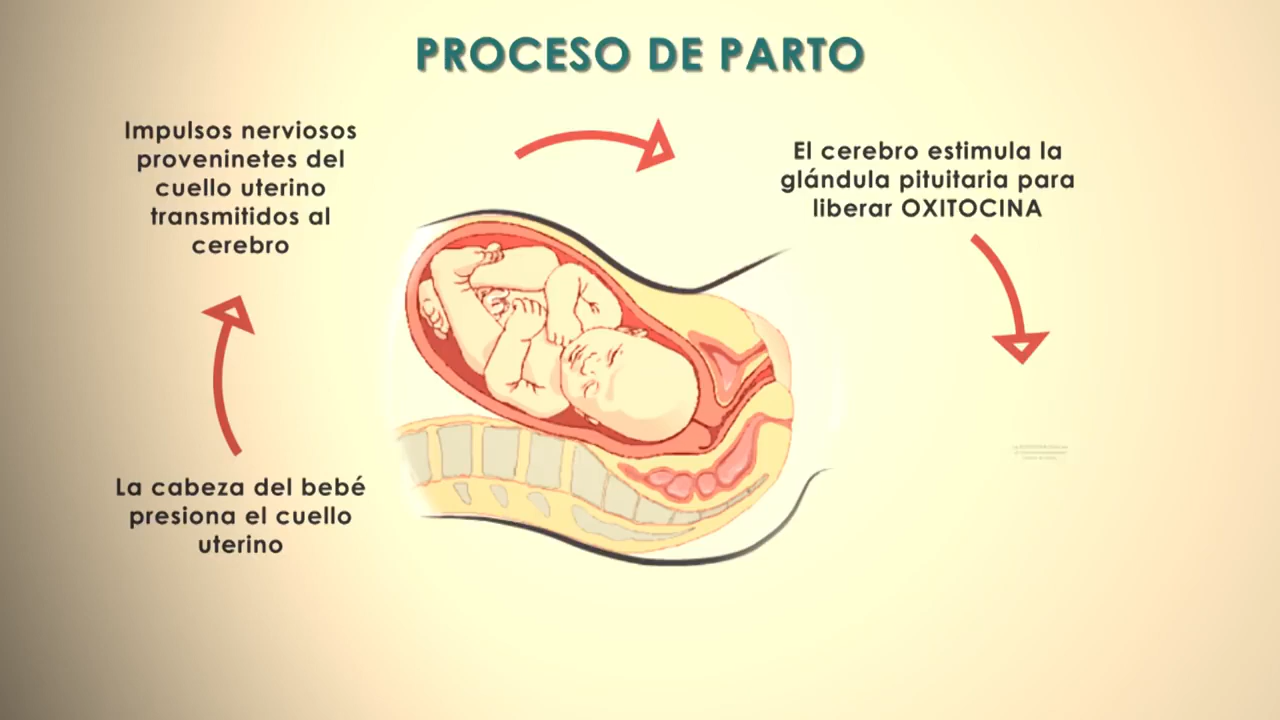 PROCESO DE PARTO
Impulsos nerviosos
proveninetes del
cuello uterino
transmitidos al
cerebro
El cerebro estimula la
glándula pituitaria para
liberar OXITOCINA
La cabeza del bebé
presiona el cuello
uterino